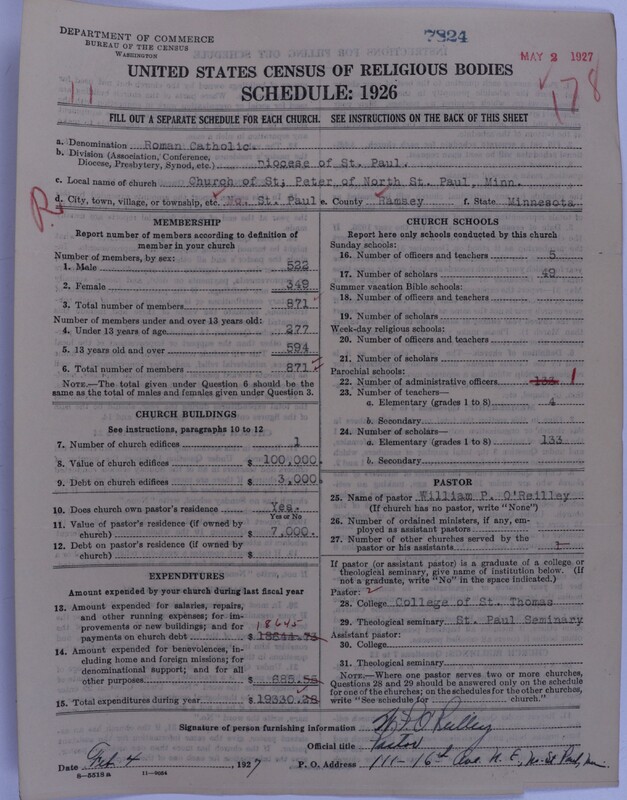 DEPARTMENT OF COMMERCE
BUREAU OF THE CENSUS
WASHINGTON
7824
MAY 2 1927
178
11
UNITED STATES CENSUS OF RELIGIOUS BODIES
SCHEDULE: 1926
FILL OUT A SEPARATE SCHEDULE FOR EACH CHURCH. SEE INSTRUCTIONS ON THE BACK OF THIS SHEET
a. Denomination Roman Catholic.
b. Division (Association, Conference, Diocese, Presbytery, Synod, etc.) Diocese of St. Paul.
c. Local name of church Church of St; Peter of North St. Paul, Minn.
d. City, town, village, or township, etc. No. St. Paul e. County Ramsey f. State Minnesota.
R
MEMBERSHIP
Report number of members according to definition of
member in your church
Number of members, by sex:
1. Male 522
2. Female 349
3. Total number of members 871
Number of members under and over 13 years old:
4. Under 13 years of age 277
5. 13 years old and over 594
6. Total number of members 871
NOTE.—The total given under Question 6 should be
same as the total of males and females given under Question 3.
CHURCH BUILDINGS
See instructions, paragraphs 10 to 12
7. Number of church edifices 1
8. Value of church edifices $ 100,000.
9. Debt on church edifices $ 3,000.
10. Does church own pastor's residence Yes.
Yes or No
11. Value of pastor's residence (if owned by
church) $ 7,000.
12. Debt on pastor's residence (if owned by
church) $
EXPENDITURES
Amount expended by your church during last fiscal year
13. Amount expended for salaries, repairs,
and other running expenses; for im-
provements or new buildings; and for
payments on church debt $ 18645
14. Amount expended for benevolences, in-
cluding home and foreign missions; for
denominational support; and for all
other purposes $ 685.55
15. Total expenditures during year $ 19330.28
CHURCH SCHOOLS
Report here only schools conducted by this church
Sunday schools:
16. Number of officers and teachers 5
17. Number of scholars 49
Summer vacation Bible schools:
18. Number of officers and teachers
19. Number of scholars
Week-day religious schools:
20. Number of officers and teachers
21. Number of scholars
Parochial schools:
22. Number of administrative officers 133 1
23. Number of teachers—
a. Elementary (grades 1 to 8) 4
b. Secondary
24. Number of scholars—
a. Elementary (grades 1 to 8) 133
b. Secondary
PASTOR
25. Name of pastor William P. O'Reilley
(If church has no pastor, write "None")
26. Number of ordained ministers, if any, em-
ployed as assistant pastors
27. Number of other churches served by the
pastor or his assistants
If pastor (or assistant pastor) is a graduate of a college or
theological seminary, give name of institution below. (If
not a graduate, write "No" in the space indicated.)
Pastor: 2
28. College College of St. Thomas
29. Theological seminary St. Paul Seminary
Assistant pastor:
30. College
31. Theological seminary
NOTE.—Where one pastor serves two or more churches,
Questions 28 and 29 should be answered only on the schedule
for one of the churches; on the schedules for the other churches,
write "See schedule for church."
Signature of person furnishing information W. P. O'Reilley
Official title Pastor
Date Feb 4, 1927 P. O. Address 111-16th Ave. N. E, No. St Paul, Minn
8-5518a 11-9024